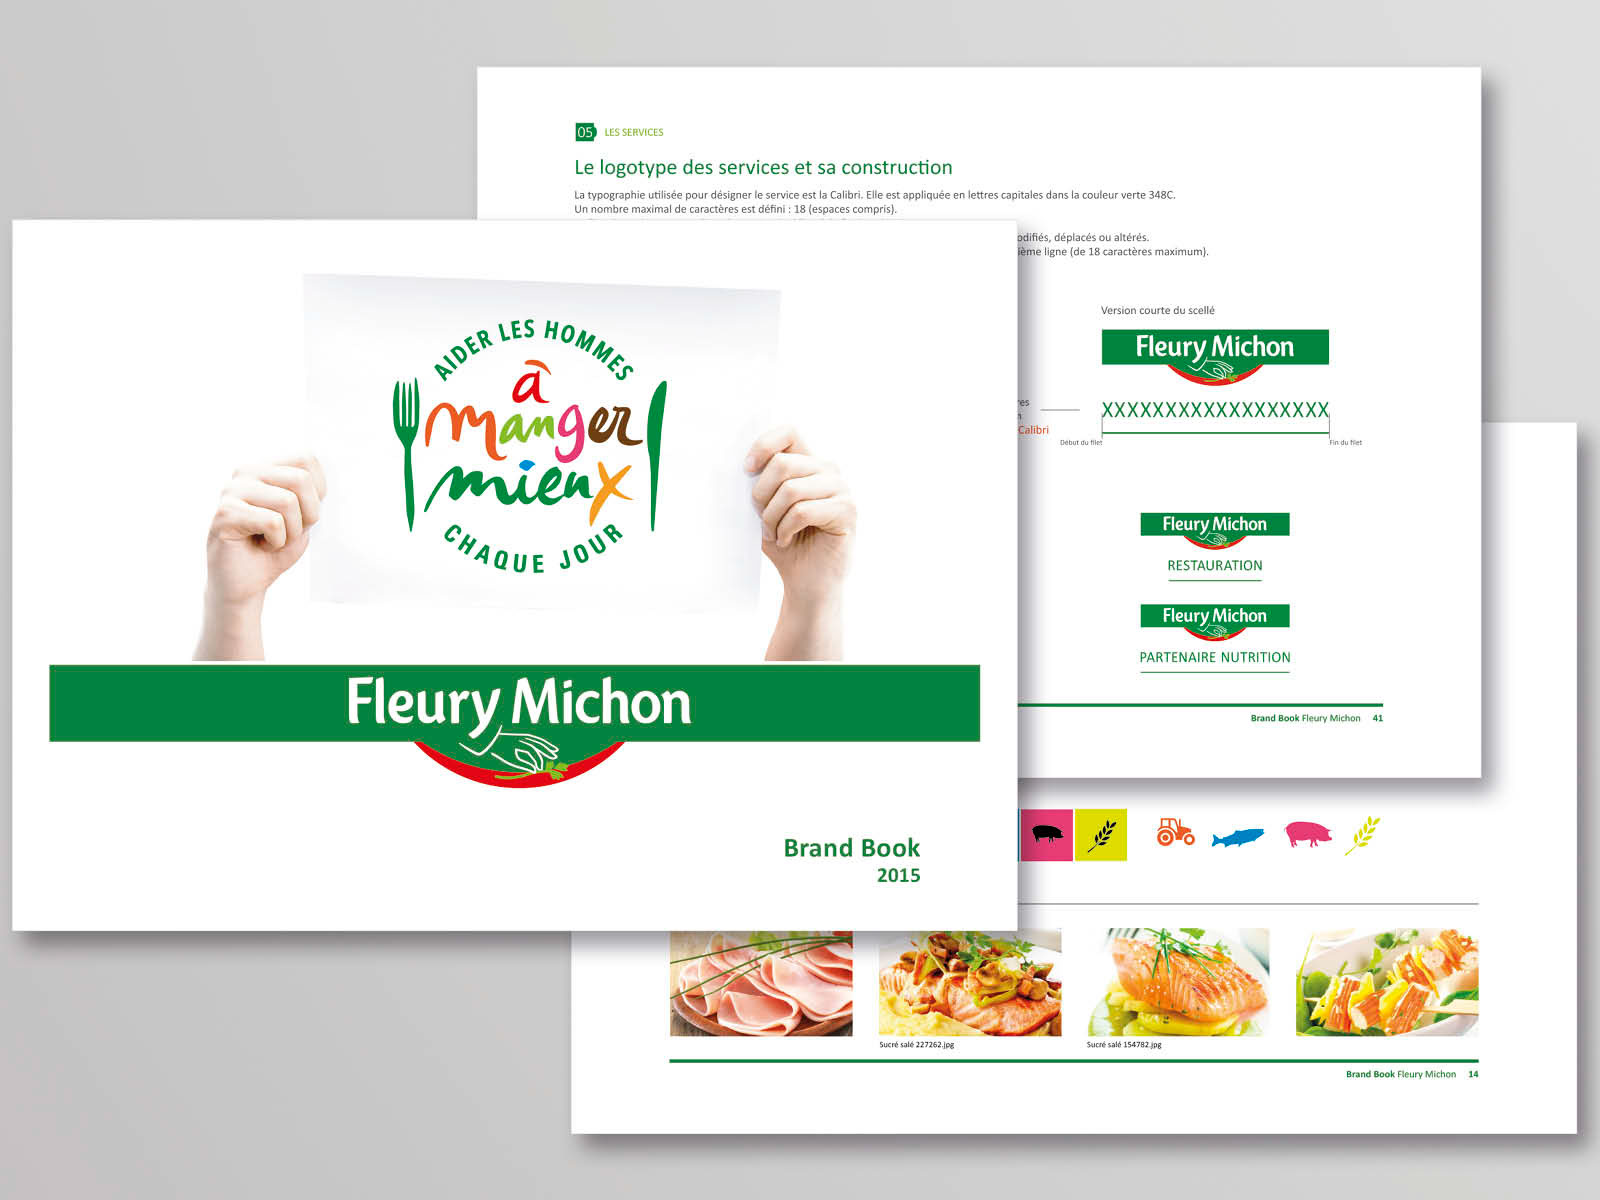 AIDER LES HOMMES
à
manger
mieux
CHAQUE JOUR
Fleury Michon
Brand Book
2015
05 LES SERVICES
Le logotype des services et sa construction
La typographie utilisée pour désigner le service est la Calibri. Elle est appliquée en lettres capitales dans la couleur verte 348C.
Un nombre maximal de caractères est défini : 18 (espaces compris).
odifiés, déplacés ou altérés.
ième ligne (de 18 caractères maximum).
Version courte du scellé
Fleury Michon
res
XXXXXXXXXXXXXXXXXX
Calibri
Début du filet
Fin du filet
Fleury Michon
RESTAURATION
Fleury Michon
PARTENAIRE NUTRITION
Brand Book Fleury Michon 41
Sucré salé 227262.jpg
Sucré salé 154782.jpg
Brand Book Fleury Michon 14